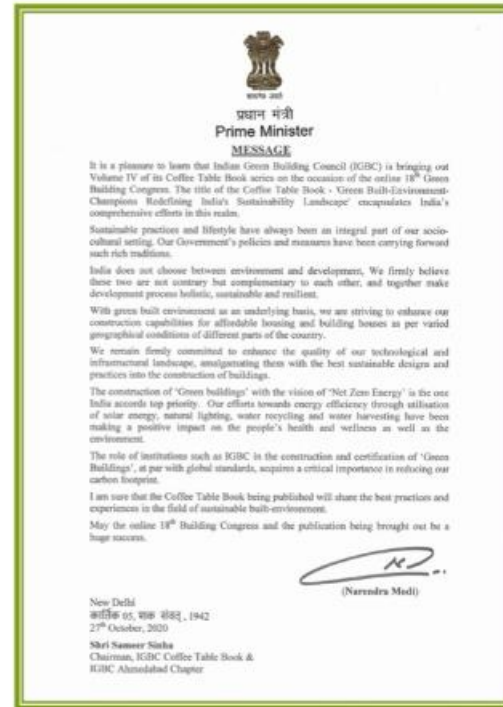 सत्यमेव जयते
प्रधान मंत्री
Prime Minister
MESSAGE
It is a pleasure to learn that Indian Green Building Council (IGBC) is bringing out
Volume IV of its Coffee Table Book series on the occasion of the online 18th Green
Building Congress. The title of the Coffee Table Book - 'Green Built-Environment-
Champions Redefining India's Sustainability Landscape' encapsulates India's
comprehensive efforts in this realm.
Sustainable practices and lifestyle have always been an integral part of our socio-
cultural setting. Our Government's policies and measures have been carrying forward
such rich traditions.
India does not choose between environment and development, We firmly believe
these two are not contrary but complementary to each other, and together make
development process holistic, sustainable and resilient.
With green built environment as an underlying basis, we are striving to enhance our
construction capabilities for affordable housing and building houses as per varied
geographical conditions of different parts of the country.
We remain firmly committed to enhance the quality of our technological and
infrastructural landscape, amalgamating them with the best sustainable designs and
practices into the construction of buildings.
The construction of 'Green buildings' with the vision of 'Net Zero Energy' is the one
India accords top priority. Our efforts towards energy efficiency through utilisation
of solar energy, natural lighting, water recycling and water harvesting have been
making a positive impact on the people's health and wellness as well as the
environment.
The role of institutions such as IGBC in the construction and certification of 'Green
Buildings', at par with global standards, acquires a critical importance in reducing our
carbon footprint.
I am sure that the Coffee Table Book being published will share the best practices and
experiences in the field of sustainable built-environment.
May the online 18th Building Congress and the publication being brought out be a
huge success.
(Narendra Modi)
New Delhi
कार्तिक 05, शक संवत् , 1942
27th October, 2020
Shri Sameer Sinha
Chairman, IGBC Coffee Table Book &
IGBC Ahmedabad Chapter